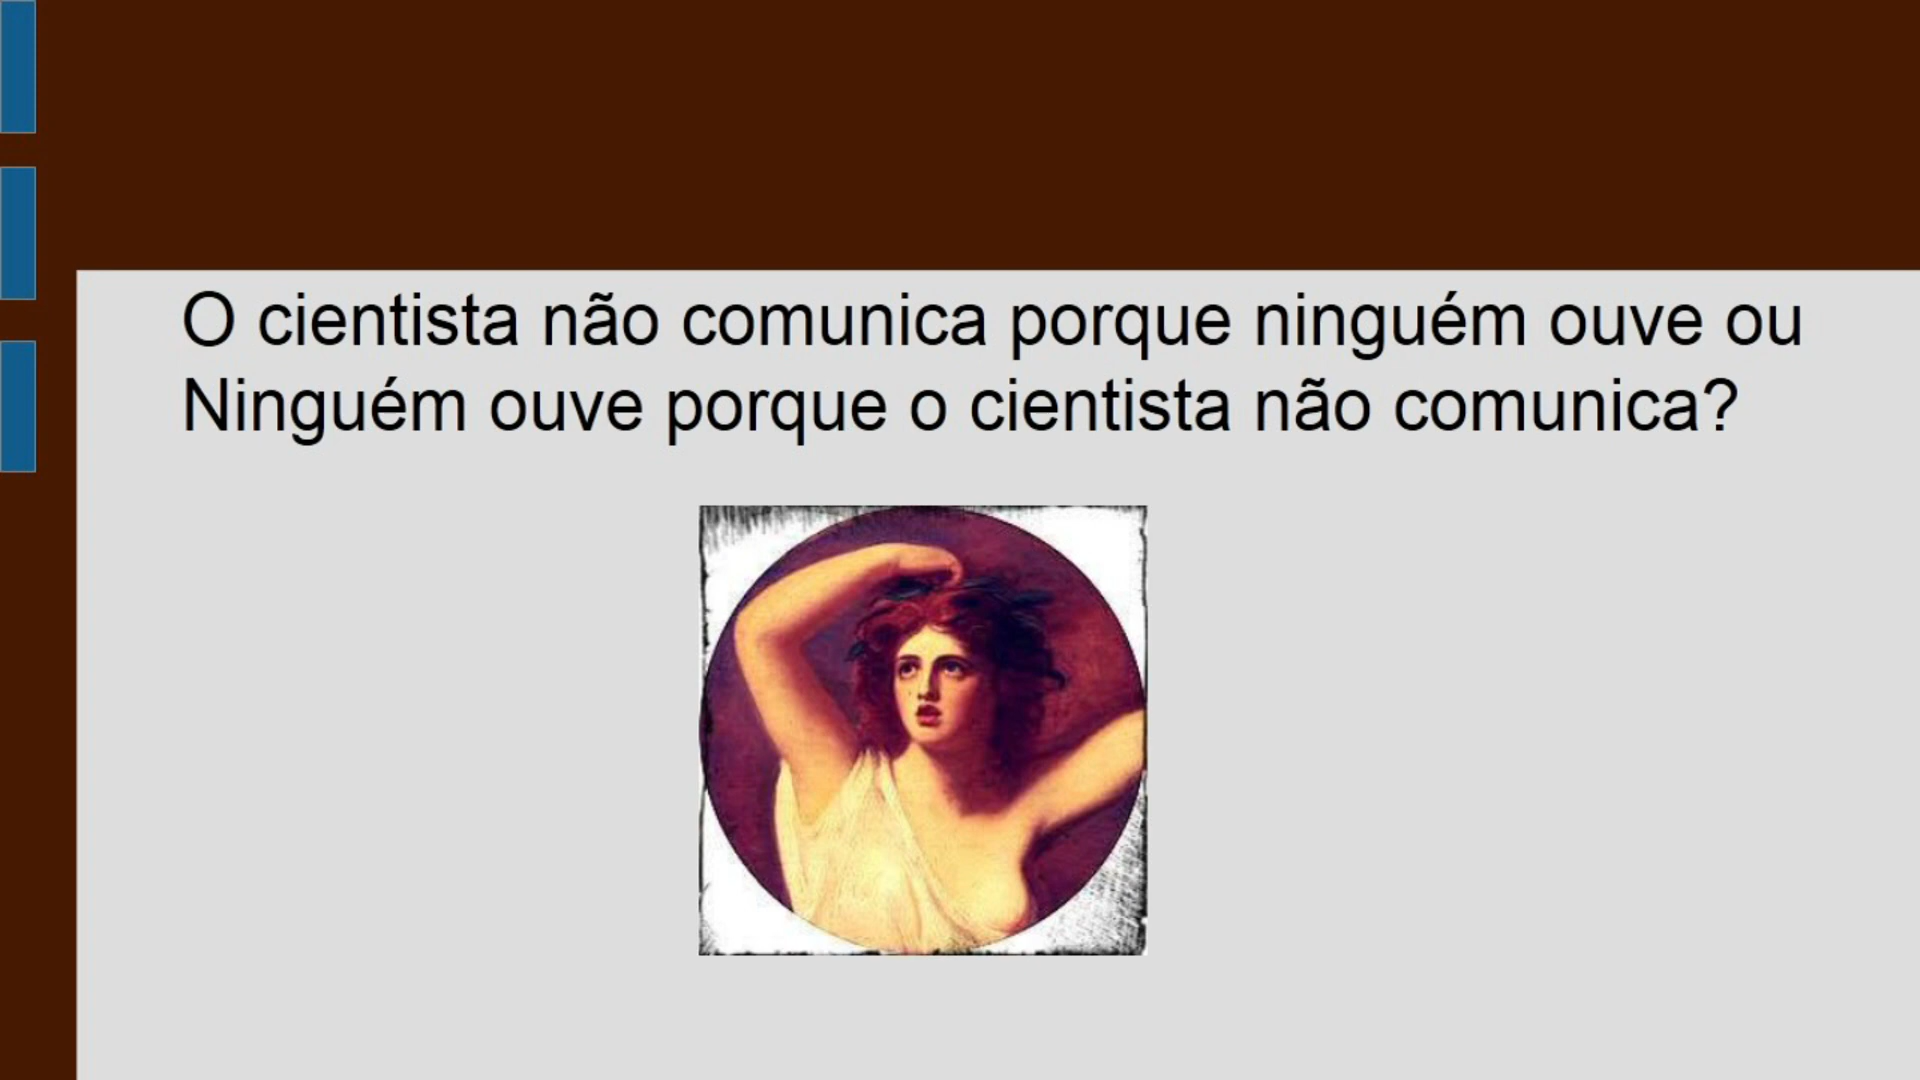 O cientista não comunica porque ninguém ouve ou
Ninguém ouve porque o cientista não comunica?